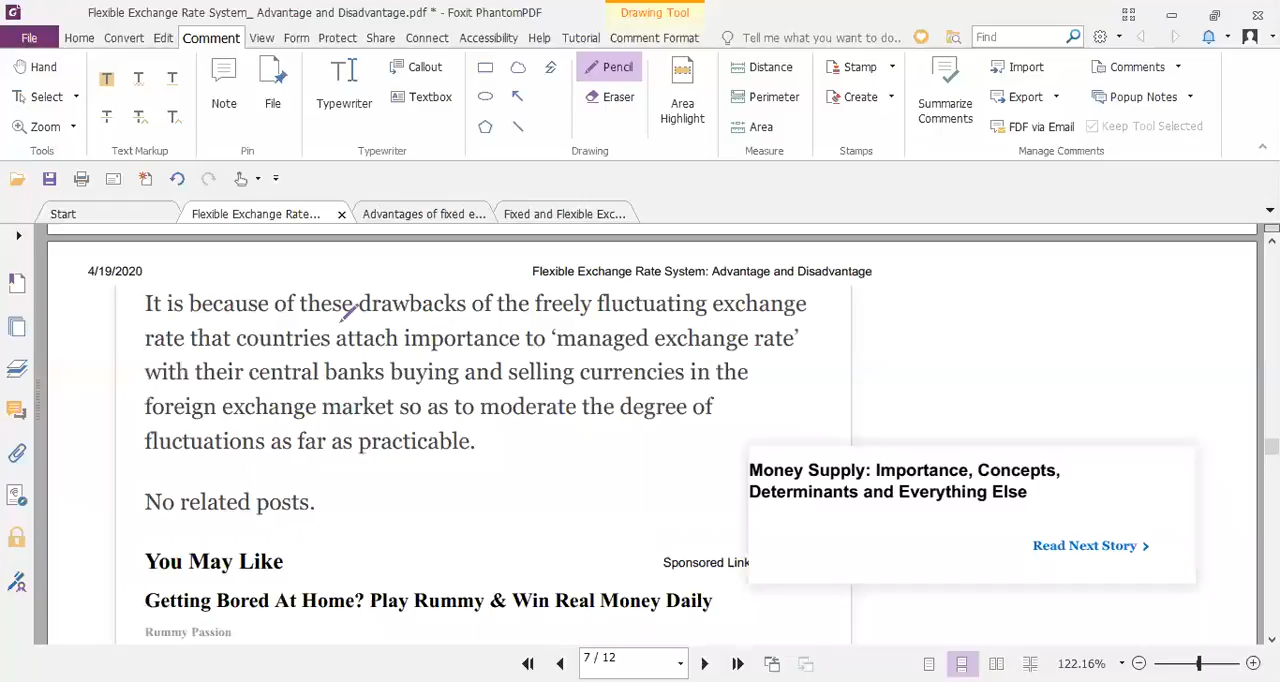 Flexible Exchange Rate System_ Advantage and Disadvantage.pdf * - Foxit PhantomPDF
Drawing Tool
File Home Convert Edit Comment View Form Protect Share Connect Accessibility Help Tutorial Comment Format Tell me what you want to do.. Find
Hand
Select
Zoom
Tools
Text Markup
Note
File
Pin
Typewriter
Callout
Textbox
Typewriter
Pencil
Eraser
Drawing
Area
Highlight
Distance
Perimeter
Area
Measure
Stamp
Create
Stamps
Summarize
Comments
Import
Export
FDF via Email
Comments
Popup Notes
Keep Tool Selected
Manage Comments
Start
Flexible Exchange Rate...
Advantages of fixed e...
Fixed and Flexible Exc...
4/19/2020 Flexible Exchange Rate System: Advantage and Disadvantage
It is because of these drawbacks of the freely fluctuating exchange
rate that countries attach importance to ‘managed exchange rate’
with their central banks buying and selling currencies in the
foreign exchange market so as to moderate the degree of
fluctuations as far as practicable.
Money Supply: Importance, Concepts,
Determinants and Everything Else
Read Next Story
No related posts.
You May Like
Sponsored Link
Getting Bored At Home? Play Rummy & Win Real Money Daily
Rummy Passion
7 / 12
122.16%